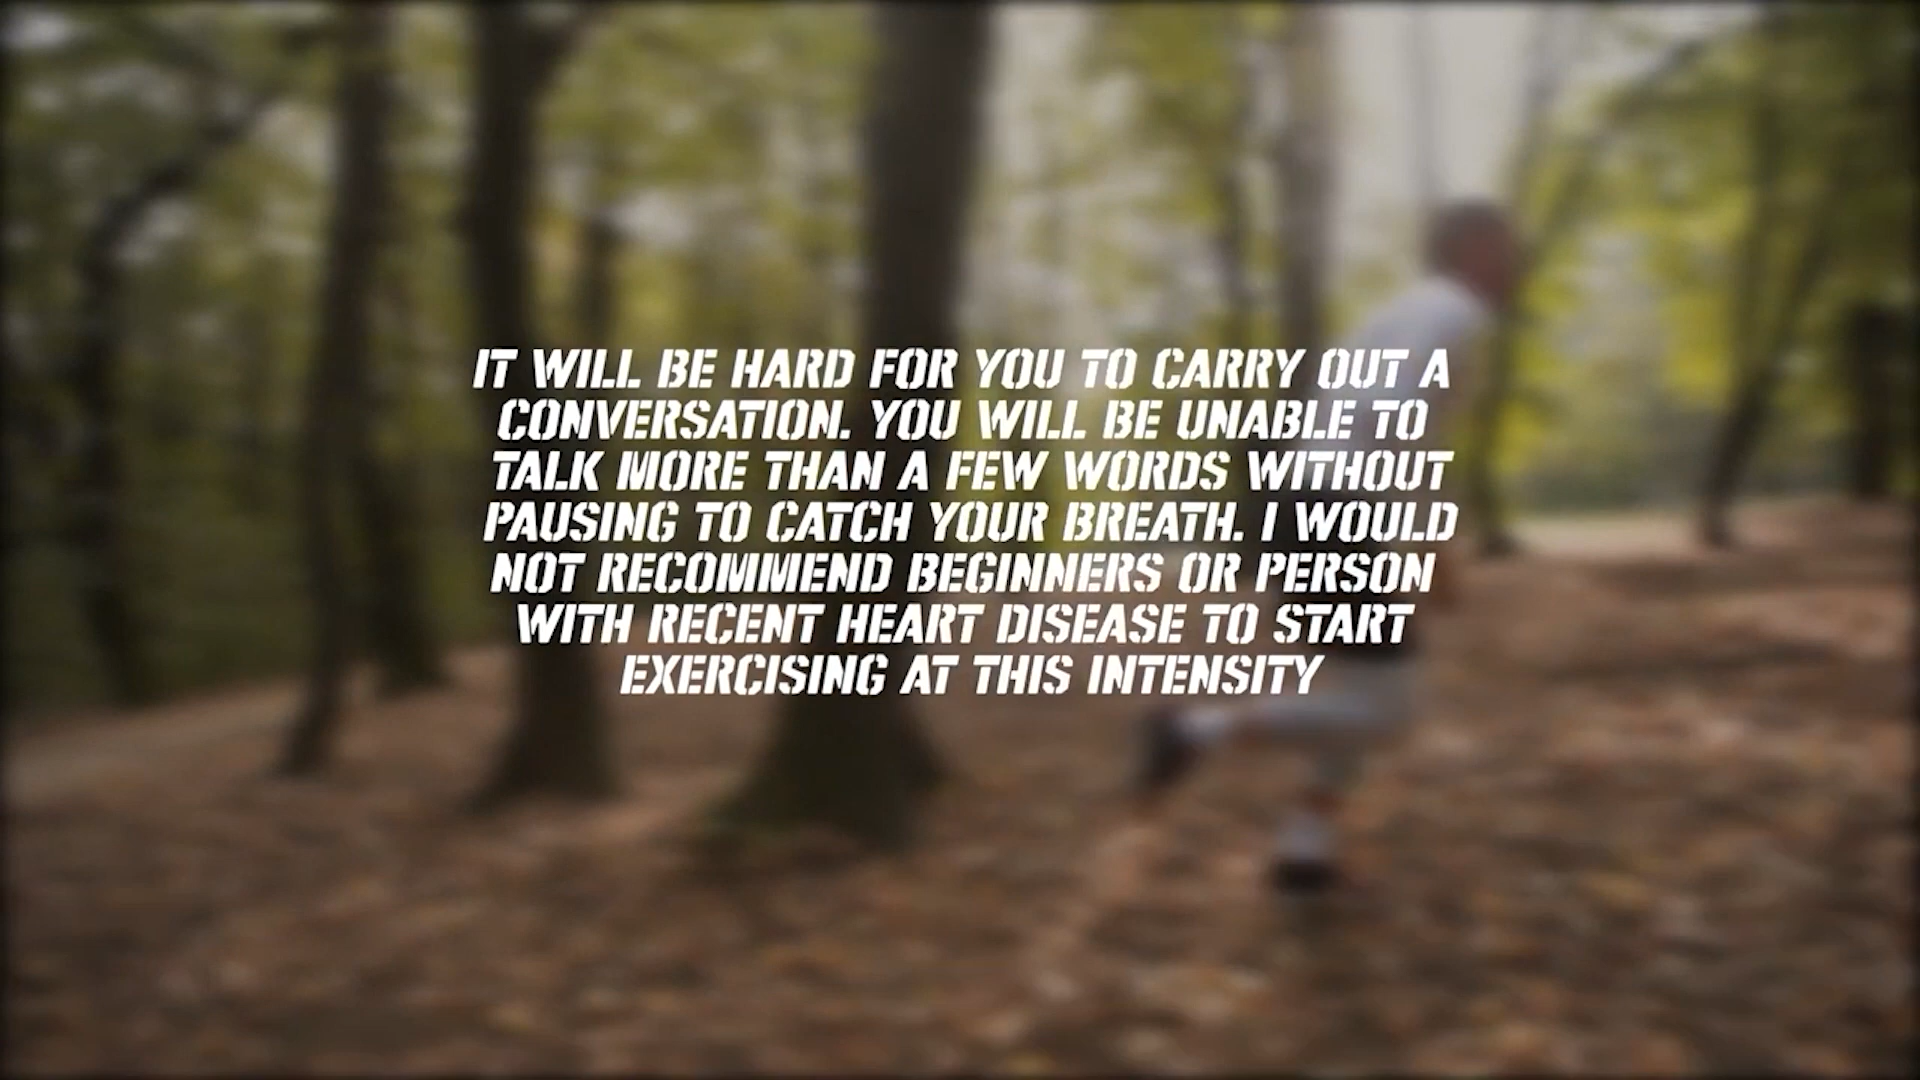 IT WILL BE HARD FOR YOU TO CARRY OUT A
CONVERSATION. YOU WILL BE UNABLE TO
TALK MORE THAN A FEW WORDS WITHOUT
PAUSING TO CATCH YOUR BREATH. I WOULD
NOT RECOMMEND BEGINNERS OR PERSON
WITH RECENT HEART DISEASE TO START
EXERCISING AT THIS INTENSITY